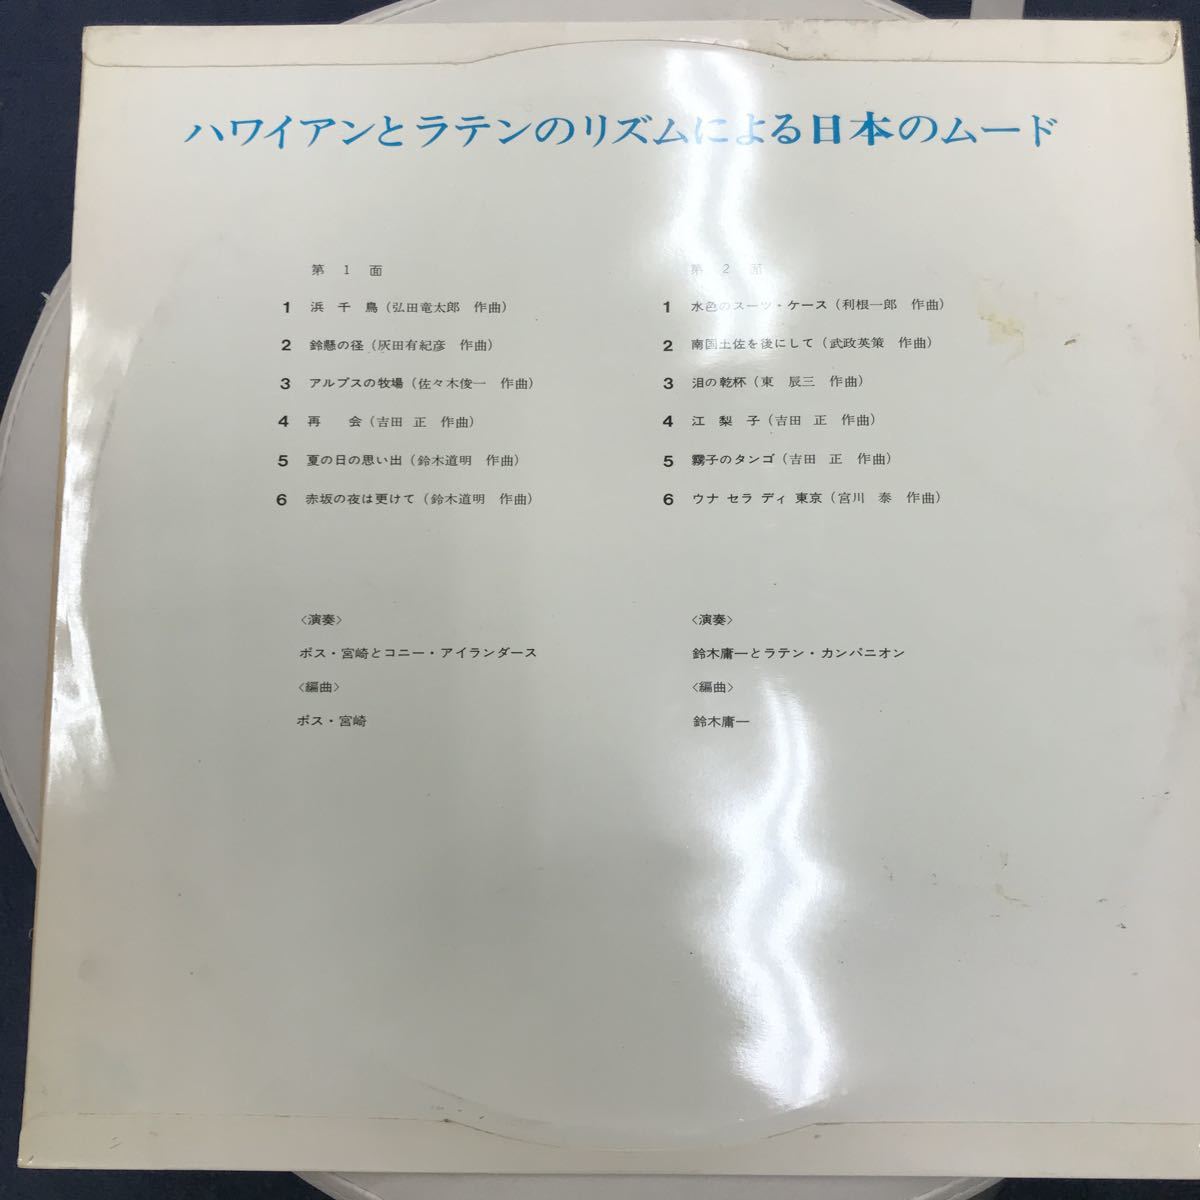 ハワイアンとラテンのリズムによる日本のムード
第 1 面
1 浜 千 鳥 (弘田竜太郎 作曲)
2 鈴懸の径 (灰田有紀彦 作曲)
3 アルプスの牧場 (佐々木俊一 作曲)
4 再 会 (吉田 正 作曲)
5 夏の日の思い出 (鈴木道明 作曲)
6 赤坂の夜は更けて (鈴木道明 作曲)
〈演奏〉
ボス・宮崎とコニー・アイランダース
〈編曲〉
ボス・宮崎
第 2 面
1 水色のスーツ・ケース (利根一郎 作曲)
2 南国土佐を後にして (武政英策 作曲)
3 泪の乾杯 (東 辰三 作曲)
4 江 梨 子 (吉田 正 作曲)
5 霧子のタンゴ (吉田 正 作曲)
6 ウナ セラ ディ 東京 (宮川 泰 作曲)
〈演奏〉
鈴木庸一とラテン・カンパニオン
〈編曲〉
鈴木庸一